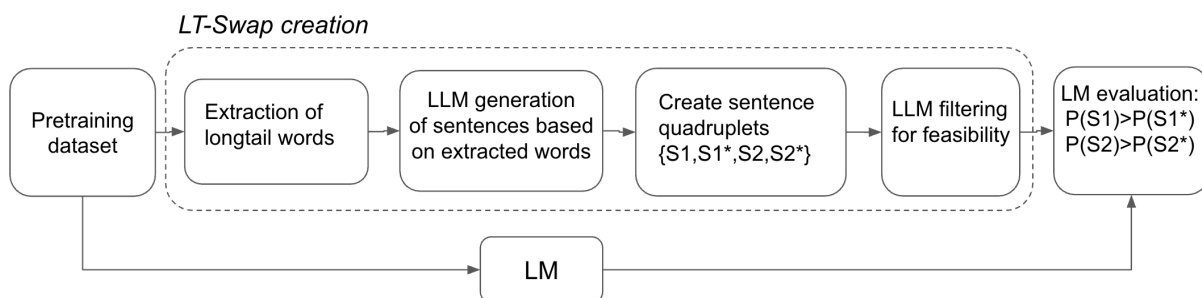 LT-Swap creation
Pretraining
dataset
Extraction of
longtail words
LLM generation
of sentences based
on extracted words
Create sentence
quadruplets
{S1,S1*,S2,S2*}
LLM filtering
for feasibility
LM evaluation:
P(S1)>P(S1*)
P(S2)>P(S2*)
LM